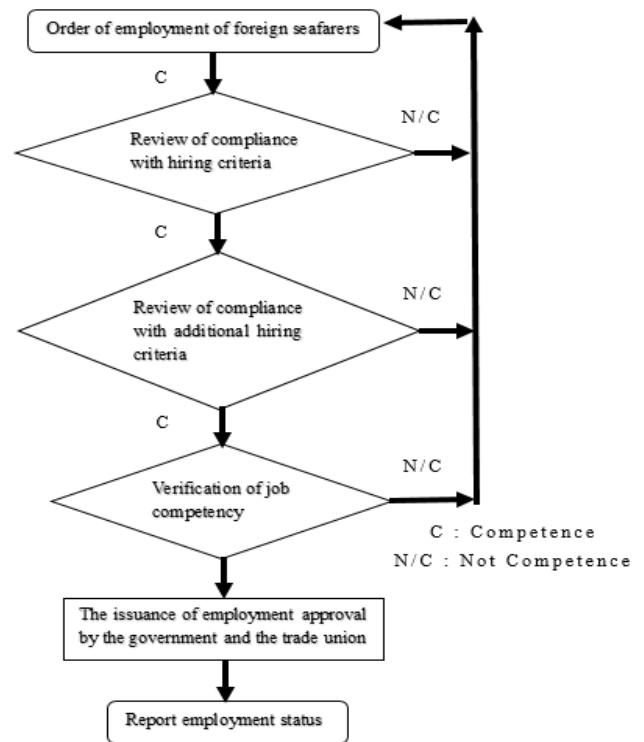 Order of employment of foreign seafarers
C
N/C
Review of compliance
with hiring criteria
C
N/C
Review of compliance
with additional hiring
criteria
C
N/C
Verification of job
competency
C : Competence
N/C : Not Competence
The issuance of employment approval
by the government and the trade union
Report employment status